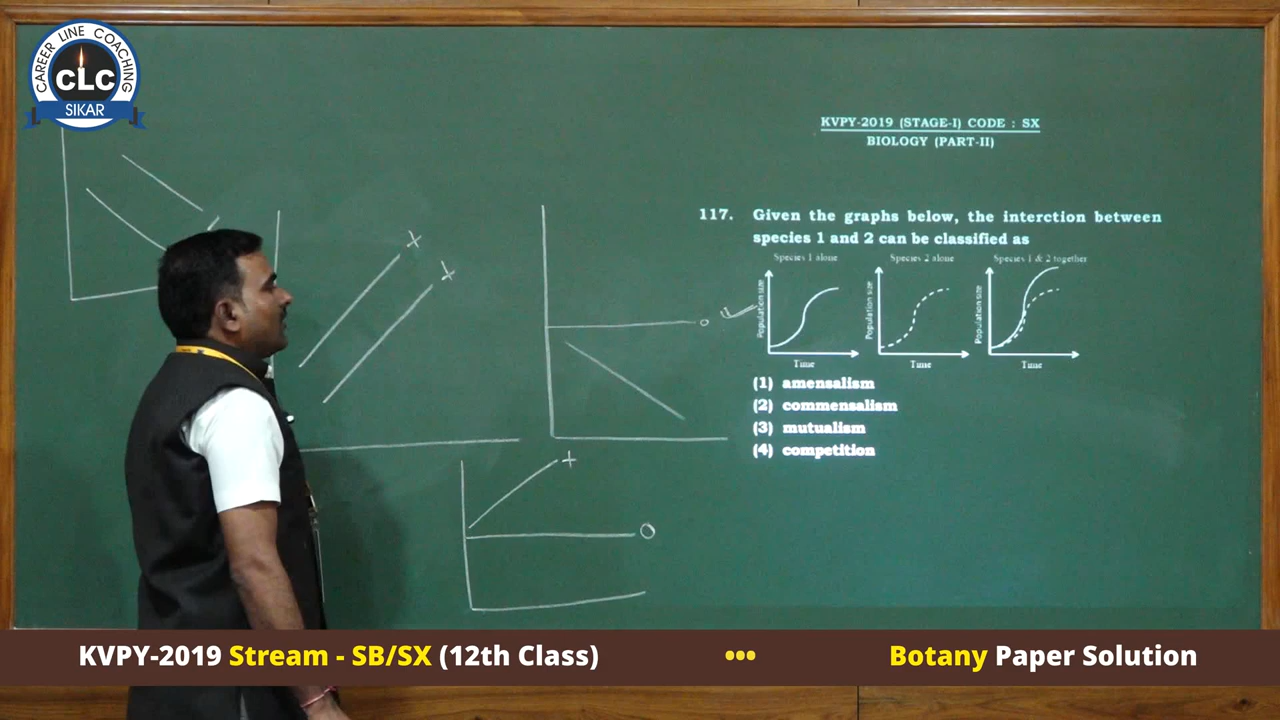 CAREER LINE COACHING
CLC
SIKAR
KVPY-2019 (STAGE-I) CODE : SX
BIOLOGY (PART-II)
117. Given the graphs below, the interction between
species 1 and 2 can be classified as
Species 1 alone
Species 2 alone
Species 1 & 2 together
Population size
Population size
Population size
Time
Time
Time
(1) amensalism
(2) commensalism
(3) mutualism
(4) competition
+
+
0
+
0
KVPY-2019 Stream - SB/SX (12th Class) ••• Botany Paper Solution